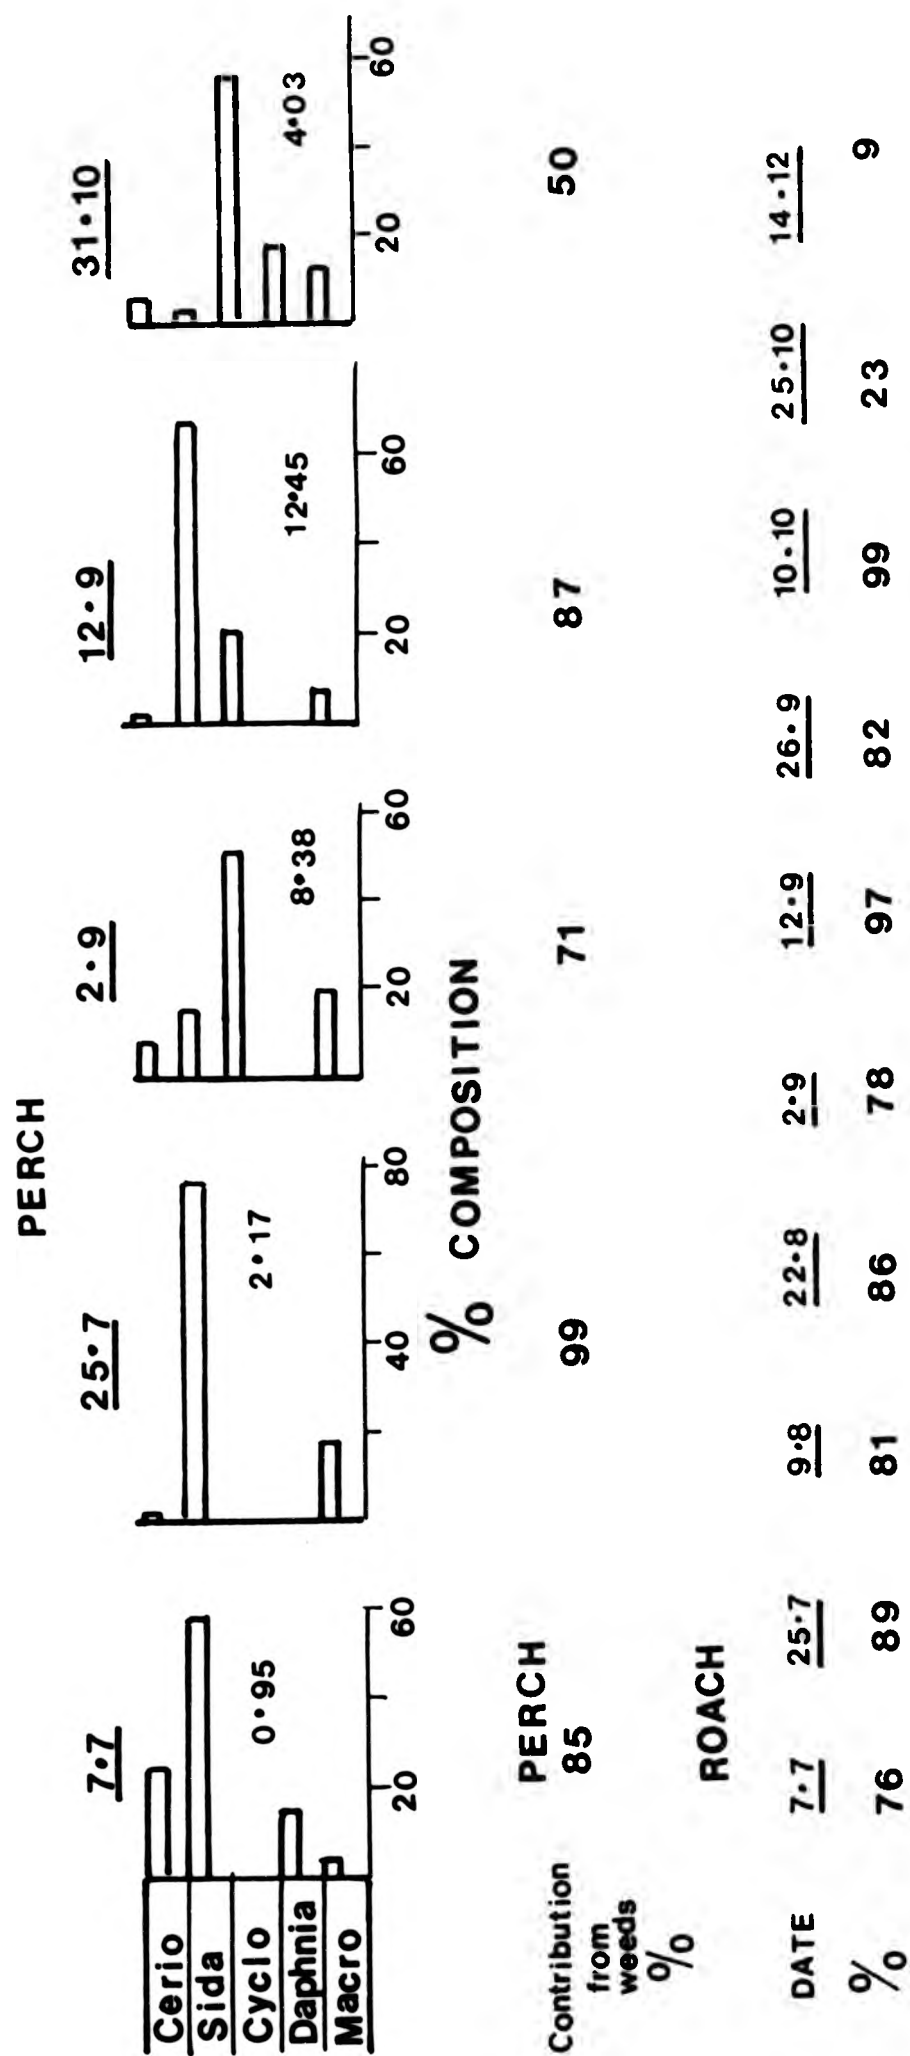 PERCH
7·7 25·7 2·9 12·9 31·10
Cerio
Sida
Cyclo
Daphnia
Macro
0·95 2·17 8·38 12·45 4·03
20 60 40 80 20 60 20 60 20 60
% COMPOSITION
PERCH
Contribution
from
weeds
%
85 99 71 87 50
ROACH
DATE 7·7 25·7 9·8 22·8 2·9 12·9 26·9 10·10 25·10 14·12
% 76 89 81 86 78 97 82 99 23 9